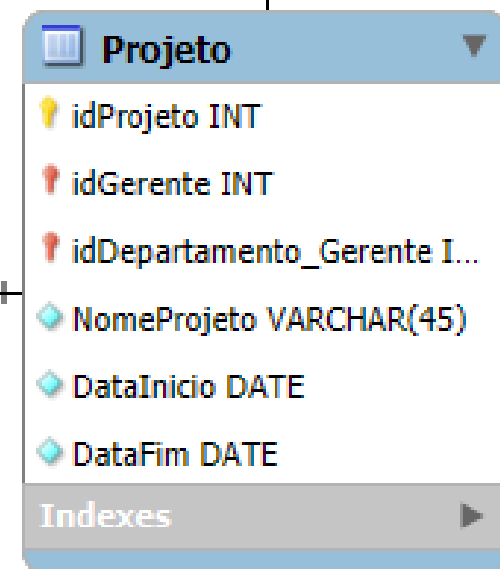 Projeto
idProjeto INT
idGerente INT
idDepartamento_Gerente I...
NomeProjeto VARCHAR(45)
DataInicio DATE
DataFim DATE
Indexes